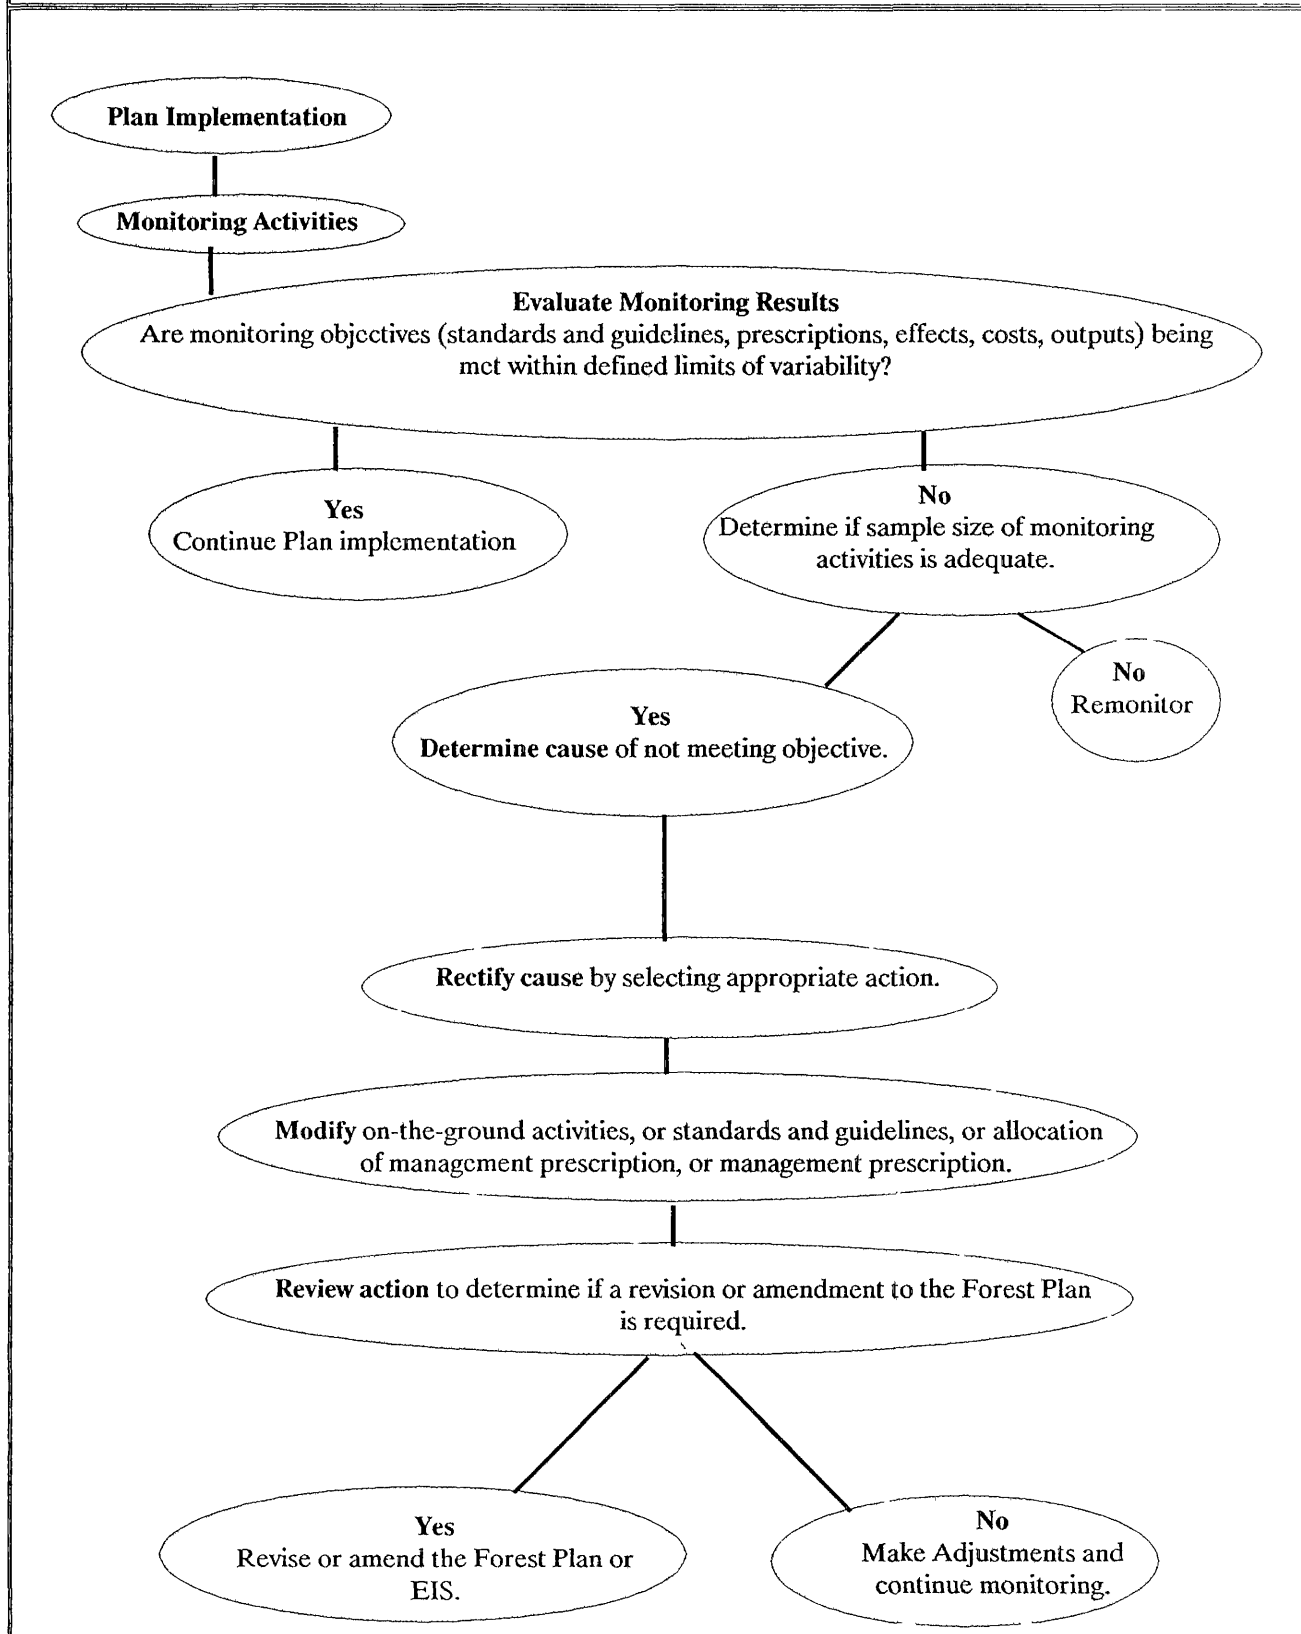 Plan Implementation
Monitoring Activities
Evaluate Monitoring Results
Are monitoring objectives (standards and guidelines, prescriptions, effects, costs, outputs) being
met within defined limits of variability?
Yes
Continue Plan implementation
No
Determine if sample size of monitoring
activities is adequate.
No
Remonitor
Yes
Determine cause of not meeting objective.
Rectify cause by selecting appropriate action.
Modify on-the-ground activities, or standards and guidelines, or allocation
of management prescription, or management prescription.
Review action to determine if a revision or amendment to the Forest Plan
is required.
Yes
Revise or amend the Forest Plan or
EIS.
No
Make Adjustments and
continue monitoring.